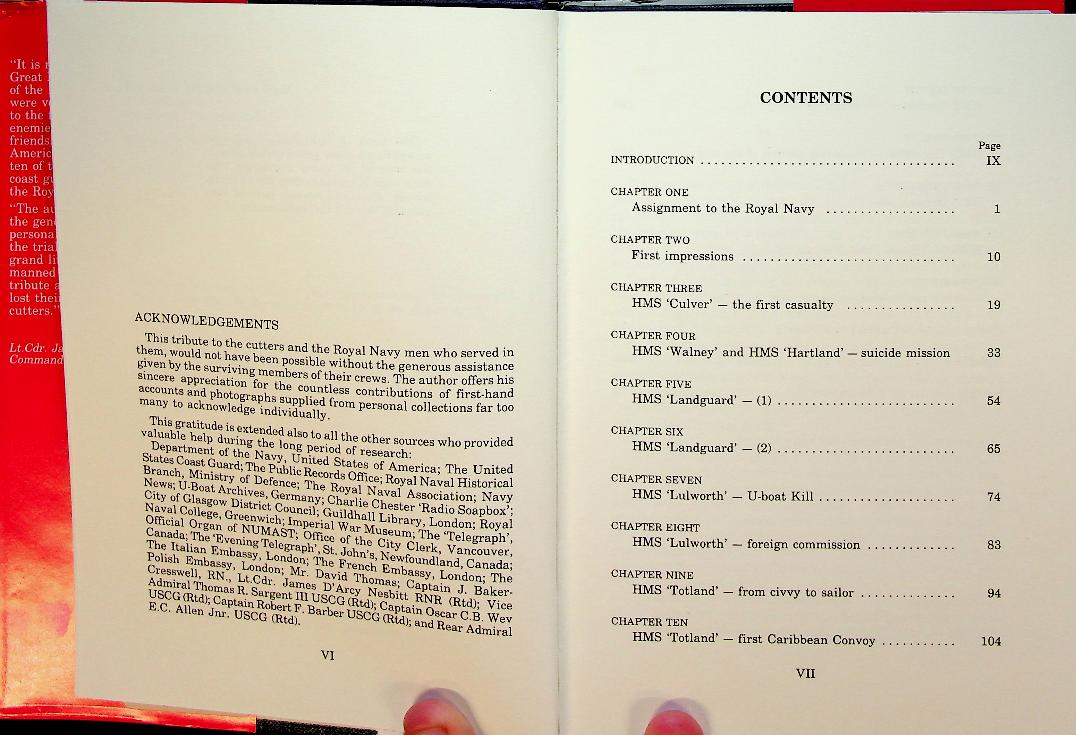 "It is
Great
of the
were
to the
enemie
friends
Americ
ten of t
coast gu
the Roy
"The au
the gene
persona
the tria
grand li
manned
tribute a
lost thei
cutters."
Lt.Cdr. Ja
Command
ACKNOWLEDGEMENTS
This tribute to the cutters and the Royal Navy men who served in
them, would not have been possible without the generous assistance
given by the surviving members of their crews. The author offers his
sincere appreciation for the countless contributions of first-hand
accounts and photographs supplied from personal collections far too
many to acknowledge individually.
This gratitude is extended also to all the other sources who provided
valuable help during the long period of research:
Department of the Navy, United States of America; The United
States Coast Guard; The Public Records Office; Royal Naval Historical
Branch, Ministry of Defence; The Royal Naval Association; Navy
News; U-Boat Archives, Germany; Charlie Chester 'Radio Soapbox';
City of Glasgow District Council; Guildhall Library, London; Royal
Naval College, Greenwich; Imperial War Museum; The 'Telegraph',
Official Organ of NUMAST; Office of the City Clerk, Vancouver,
Canada; The 'Evening Telegraph', St. John's, Newfoundland, Canada;
The Italian Embassy, London; The French Embassy, London; The
Polish Embassy, London; Mr. David Thomas; Captain J. Baker-
Cresswell, RN., Lt.Cdr. James D'Arcy Nesbitt RNR (Rtd); Vice
Admiral Thomas R. Sargent III USCG (Rtd); Captain Oscar C.B. Wev
USCG (Rtd); Captain Robert F. Barber USCG (Rtd); and Rear Admiral
E.C. Allen Jnr. USCG (Rtd).
VI
CONTENTS
Page
INTRODUCTION ..................................... IX
CHAPTER ONE
Assignment to the Royal Navy ................... 1
CHAPTER TWO
First impressions ............................... 10
CHAPTER THREE
HMS 'Culver' — the first casualty ................ 19
CHAPTER FOUR
HMS 'Walney' and HMS 'Hartland' — suicide mission 33
CHAPTER FIVE
HMS 'Landguard' — (1) .......................... 54
CHAPTER SIX
HMS 'Landguard' — (2) .......................... 65
CHAPTER SEVEN
HMS 'Lulworth' — U-boat Kill .................... 74
CHAPTER EIGHT
HMS 'Lulworth' — foreign commission ............. 83
CHAPTER NINE
HMS 'Totland' — from civvy to sailor .............. 94
CHAPTER TEN
HMS 'Totland' — first Caribbean Convoy ........... 104
VII